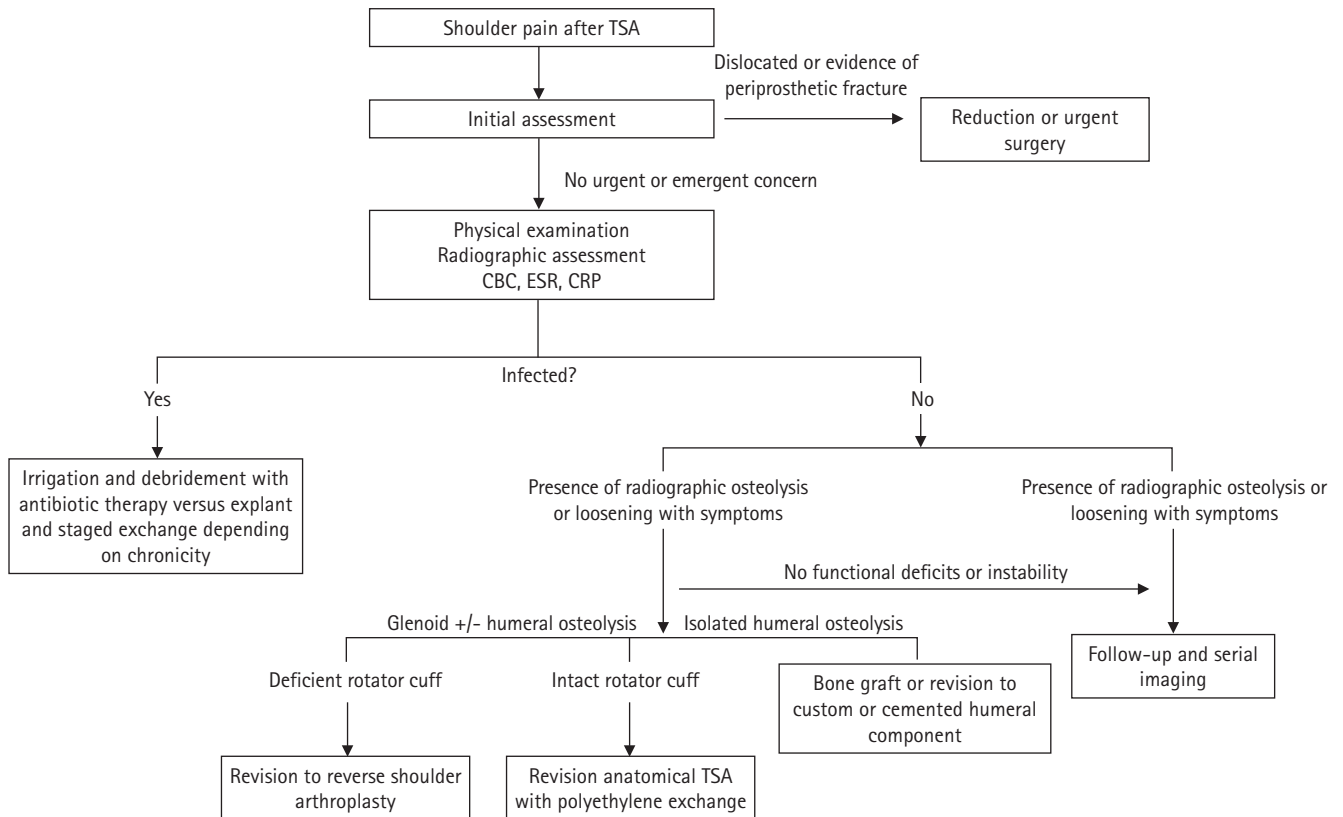 Shoulder pain after TSA
Dislocated or evidence of
periprosthetic fracture
Initial assessment
Reduction or urgent
surgery
No urgent or emergent concern
Physical examination
Radiographic assessment
CBC, ESR, CRP
Infected?
Yes
No
Irrigation and debridement with
antibiotic therapy versus explant
and staged exchange depending
on chronicity
Presence of radiographic osteolysis
or loosening with symptoms
Presence of radiographic osteolysis or
loosening with symptoms
No functional deficits or instability
Glenoid +/- humeral osteolysis
Isolated humeral osteolysis
Follow-up and serial
imaging
Deficient rotator cuff
Intact rotator cuff
Bone graft or revision to
custom or cemented humeral
component
Revision to reverse shoulder
arthroplasty
Revision anatomical TSA
with polyethylene exchange